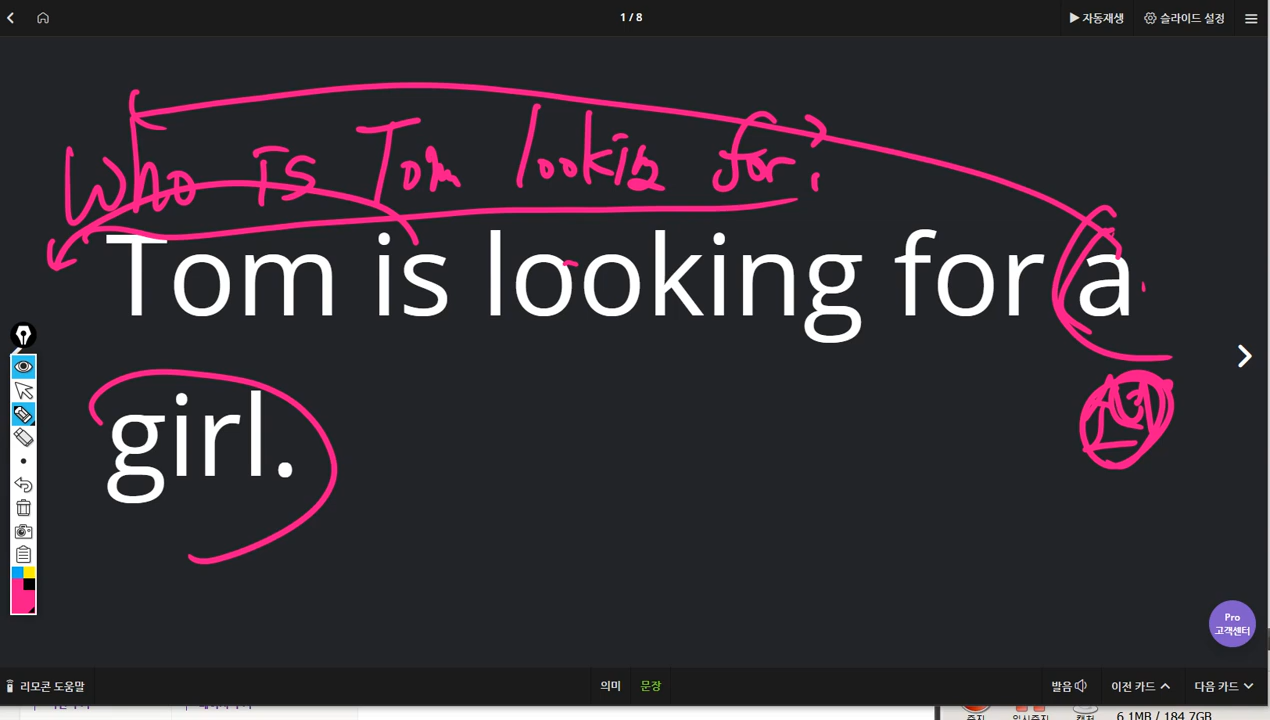 1 / 8
▶ 자동재생
슬라이드 설정
Who is Tom lookin for.
Tom is looking for a
girl.
Pro
고객센터
리모콘 도움말
의미
문장
발음
이전 카드
다음 카드
6.1MB / 184.7GB